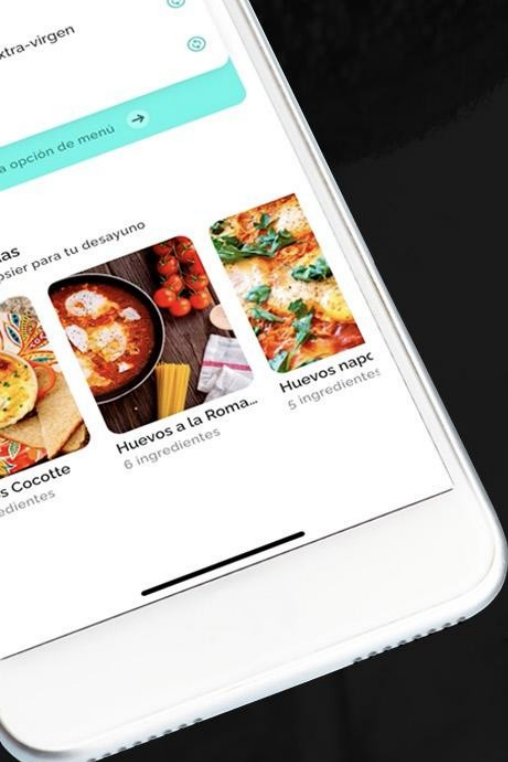 xtra-virgen
a opción de menú
as
osier para tu desayuno
s Cocotte
edientes
Huevos a la Roma...
6 ingredientes
Huevos napo
5 ingredientes